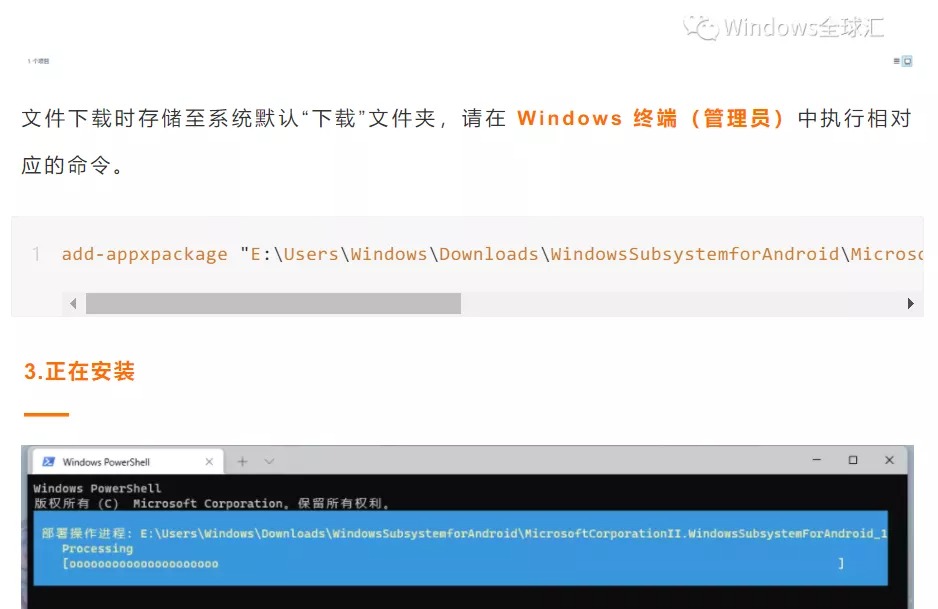 Windows全球汇
1 个项目
文件下载时存储至系统默认“下载”文件夹，请在 Windows 终端（管理员）中执行相对
应的命令。
1 add-appxpackage "E:\Users\Windows\Downloads\WindowsSubsystemforAndroid\Microsc
3.正在安装
Windows PowerShell
Windows PowerShell
版权所有 (C) Microsoft Corporation。保留所有权利。
部署操作进程: E:\Users\Windows\Downloads\WindowsSubsystemforAndroid\MicrosoftCorporationII.WindowsSubsystemForAndroid_1
Processing
[ooooooooooooooooooooo ]